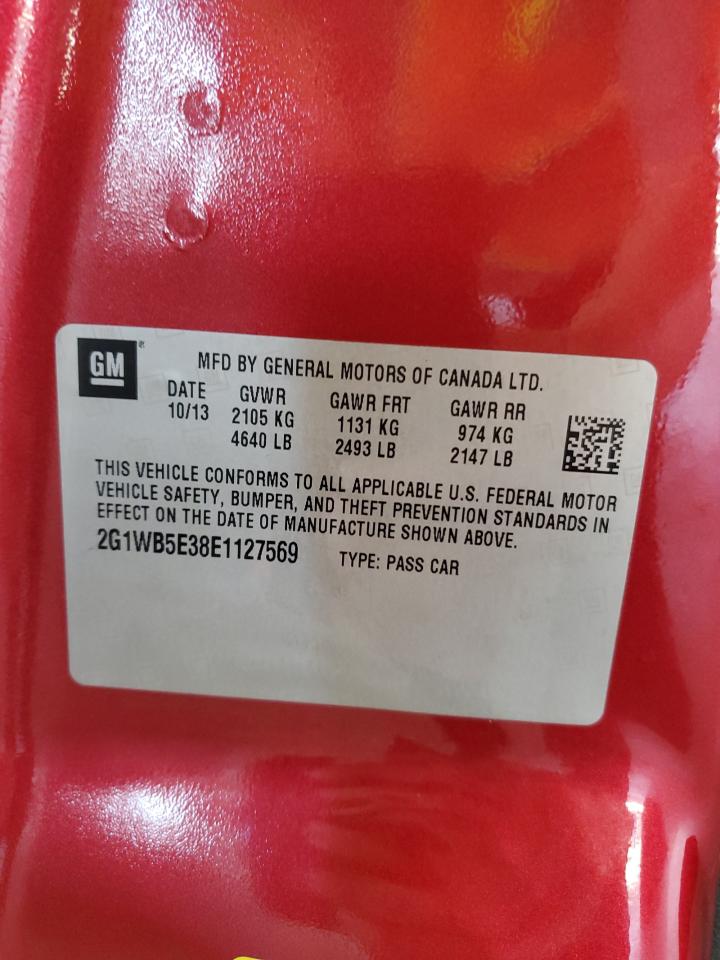 GM
MFD BY GENERAL MOTORS OF CANADA LTD.
DATE GVWR GAWR FRT GAWR RR
10/13 2105 KG 1131 KG 974 KG
4640 LB 2493 LB 2147 LB
THIS VEHICLE CONFORMS TO ALL APPLICABLE U.S. FEDERAL MOTOR
VEHICLE SAFETY, BUMPER, AND THEFT PREVENTION STANDARDS IN
EFFECT ON THE DATE OF MANUFACTURE SHOWN ABOVE.
2G1WB5E38E1127569 TYPE: PASS CAR